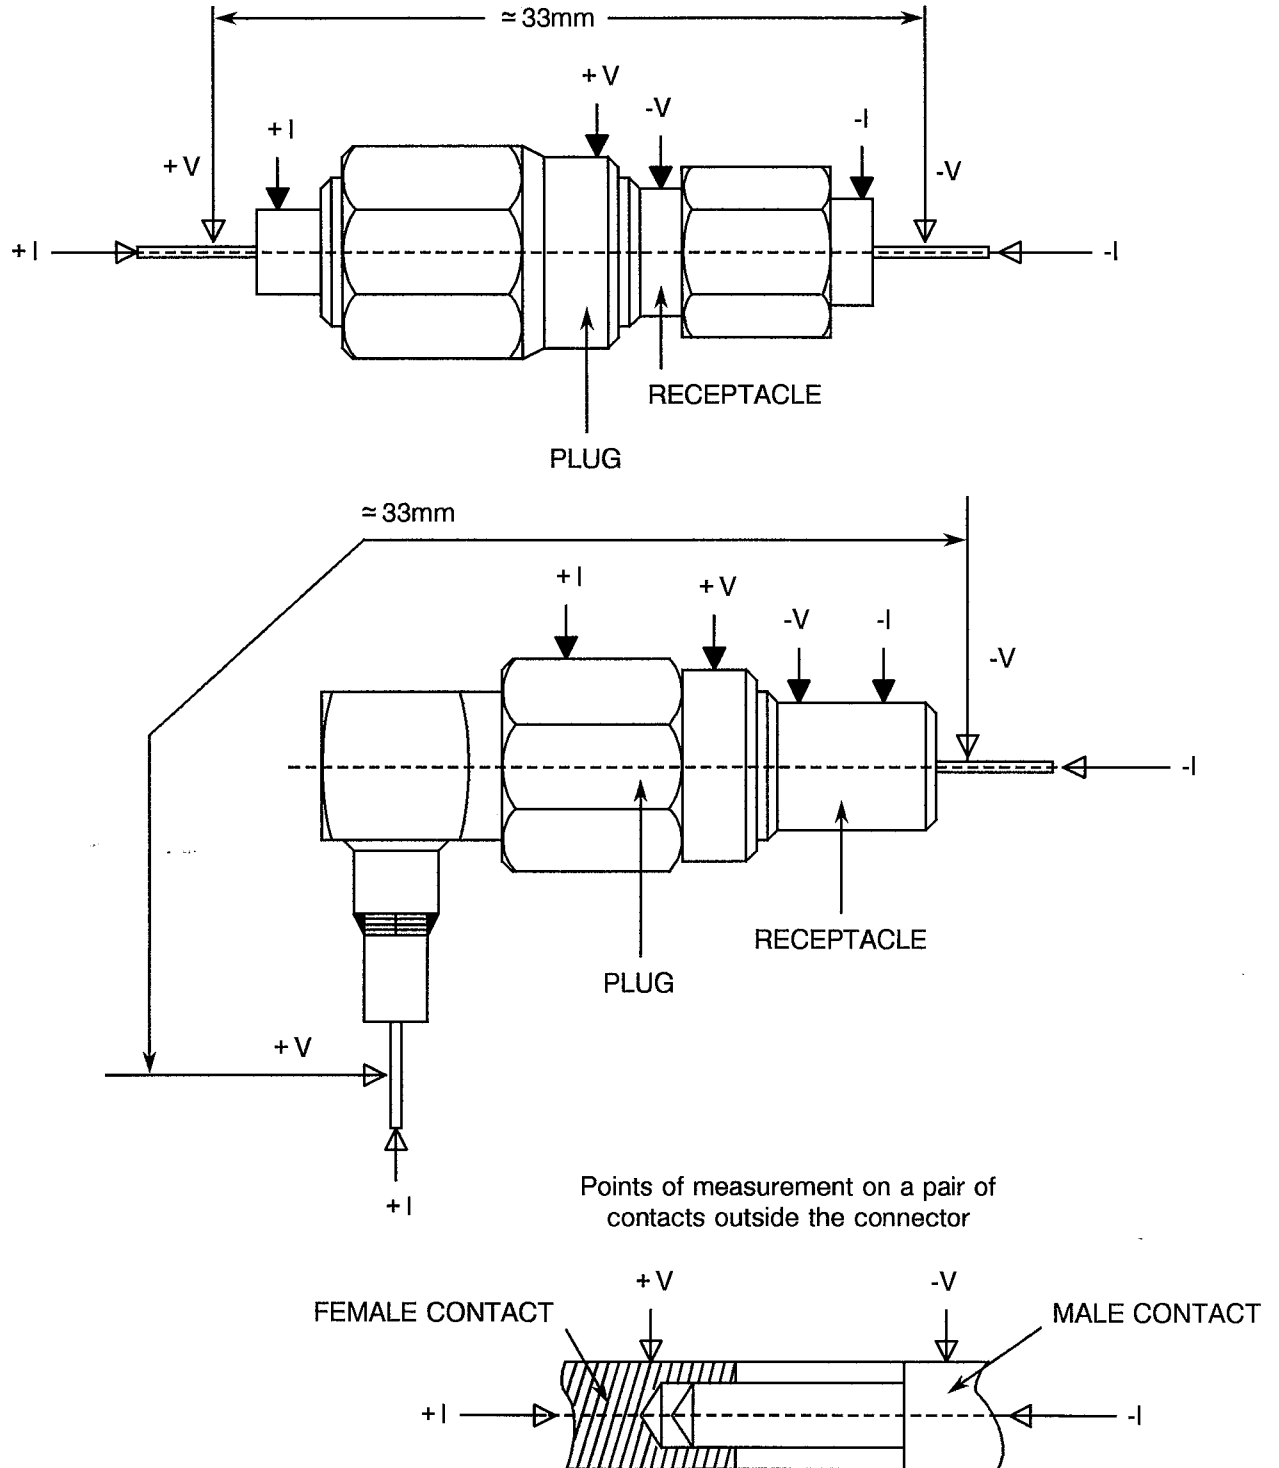 ≃ 33mm
+ V
-V
+ I
-I
+ V
-V
+ I
-I
RECEPTACLE
PLUG
≃ 33mm
+ I
+ V
-V
-I
-V
-I
RECEPTACLE
PLUG
+ V
+ I
Points of measurement on a pair of
contacts outside the connector
+ V
-V
FEMALE CONTACT
MALE CONTACT
+ I
-I